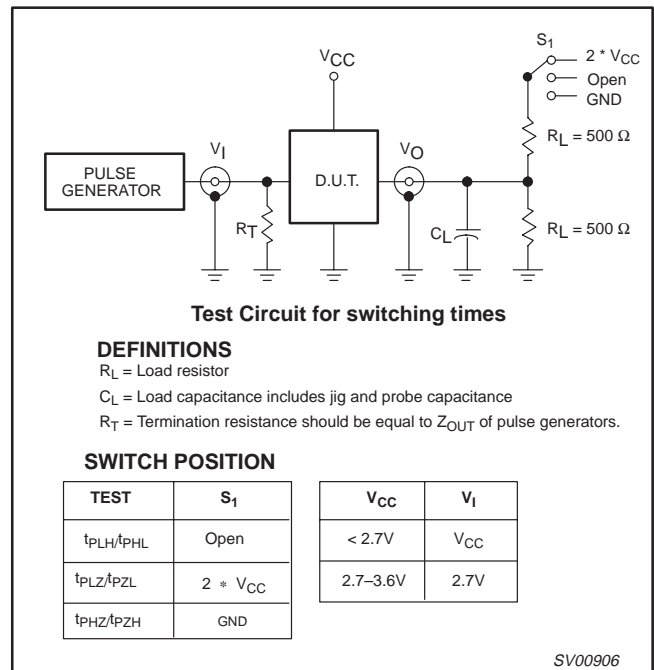 S1
2 * VCC
Open
GND
VCC
RL = 500 Ω
VI
VO
PULSE
GENERATOR
D.U.T.
RT
CL
RL = 500 Ω
Test Circuit for switching times
DEFINITIONS
RL = Load resistor
CL = Load capacitance includes jig and probe capacitance
RT = Termination resistance should be equal to ZOUT of pulse generators.
SWITCH POSITION
TEST S1
tPLH/tPHL Open
tPLZ/tPZL 2 * VCC
tPHZ/tPZH GND
VCC VI
< 2.7V VCC
2.7–3.6V 2.7V
SV00906